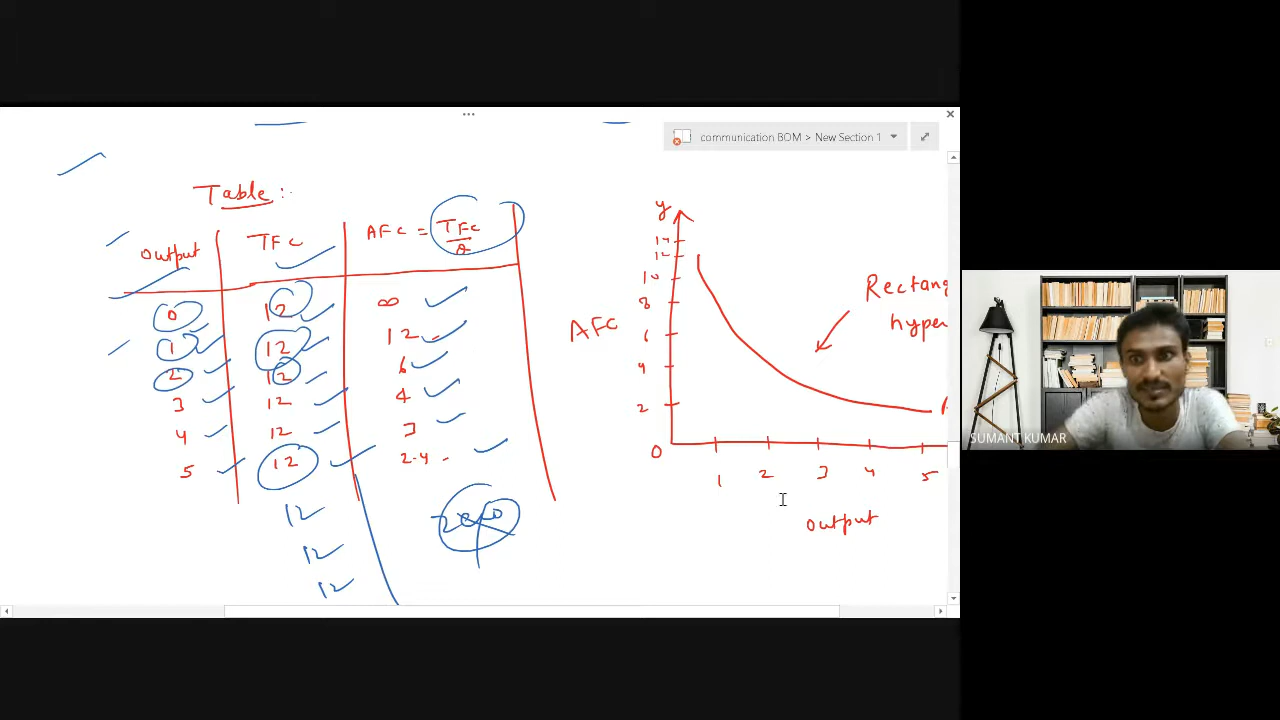 communication BOM > New Section 1
Table:
output TFC AFC = TFC
Q
0 12 ∞
1 12 12
2 12 6
3 12 4
4 12 3
5 12 2.4
12
12
12
zero
y
14
12
10
8
6
4
2
0
AFC
Rectang
hyper
1 2 3 4 5
output
SUMANT KUMAR